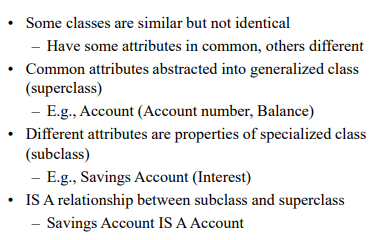 • Some classes are similar but not identical
– Have some attributes in common, others different
• Common attributes abstracted into generalized class
(superclass)
– E.g., Account (Account number, Balance)
• Different attributes are properties of specialized class
(subclass)
– E.g., Savings Account (Interest)
• IS A relationship between subclass and superclass
– Savings Account IS A Account